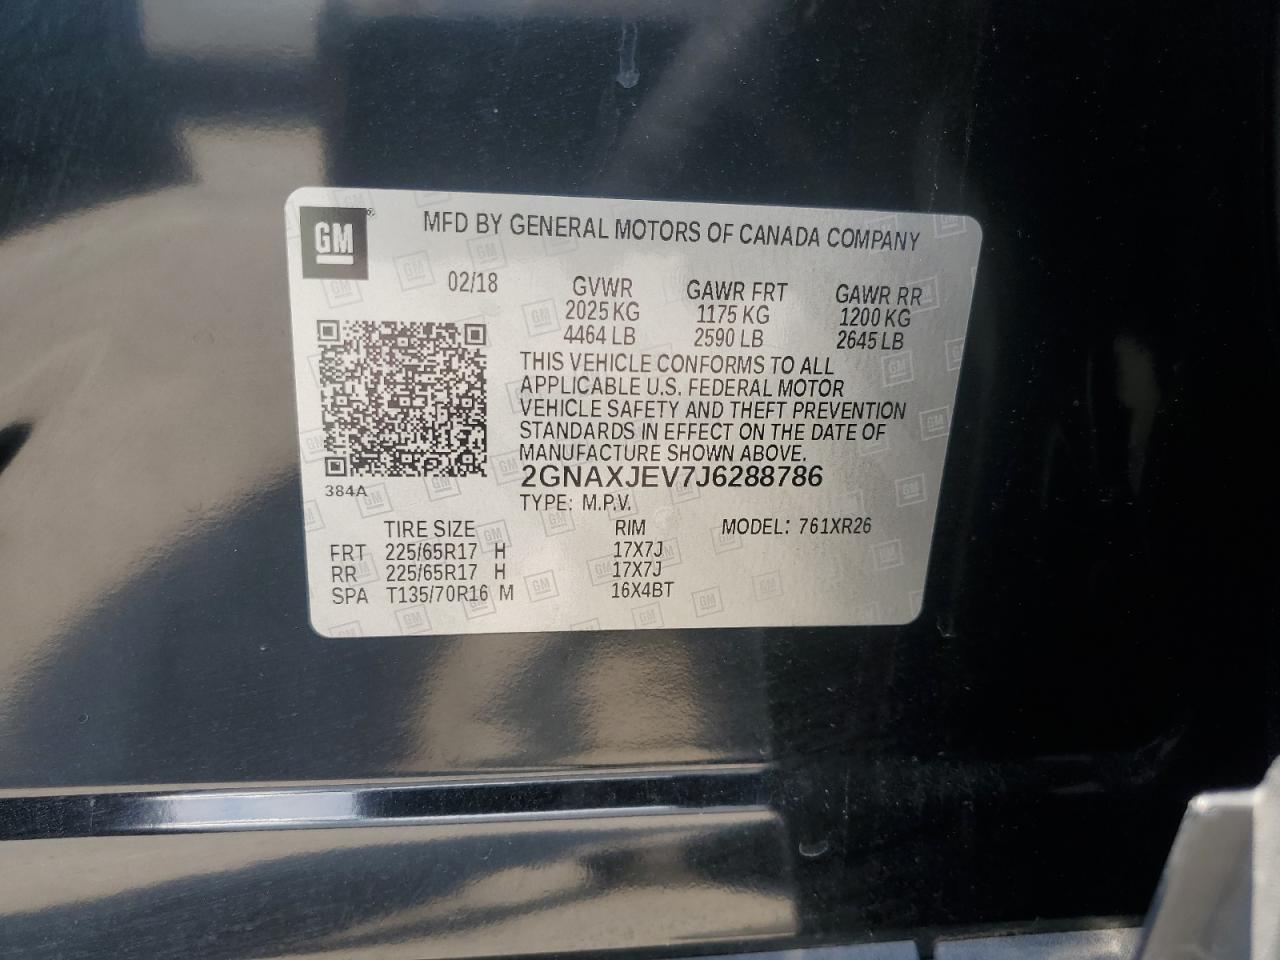 GM
MFD BY GENERAL MOTORS OF CANADA COMPANY
02/18 GVWR GAWR FRT GAWR RR
2025 KG 1175 KG 1200 KG
4464 LB 2590 LB 2645 LB
THIS VEHICLE CONFORMS TO ALL
APPLICABLE U.S. FEDERAL MOTOR
VEHICLE SAFETY AND THEFT PREVENTION
STANDARDS IN EFFECT ON THE DATE OF
MANUFACTURE SHOWN ABOVE.
2GNAXJEV7J6288786
384A
TYPE: M.P.V.
TIRE SIZE RIM MODEL: 761XR26
FRT 225/65R17 H 17X7J
RR 225/65R17 H 17X7J
SPA T135/70R16 M 16X4BT